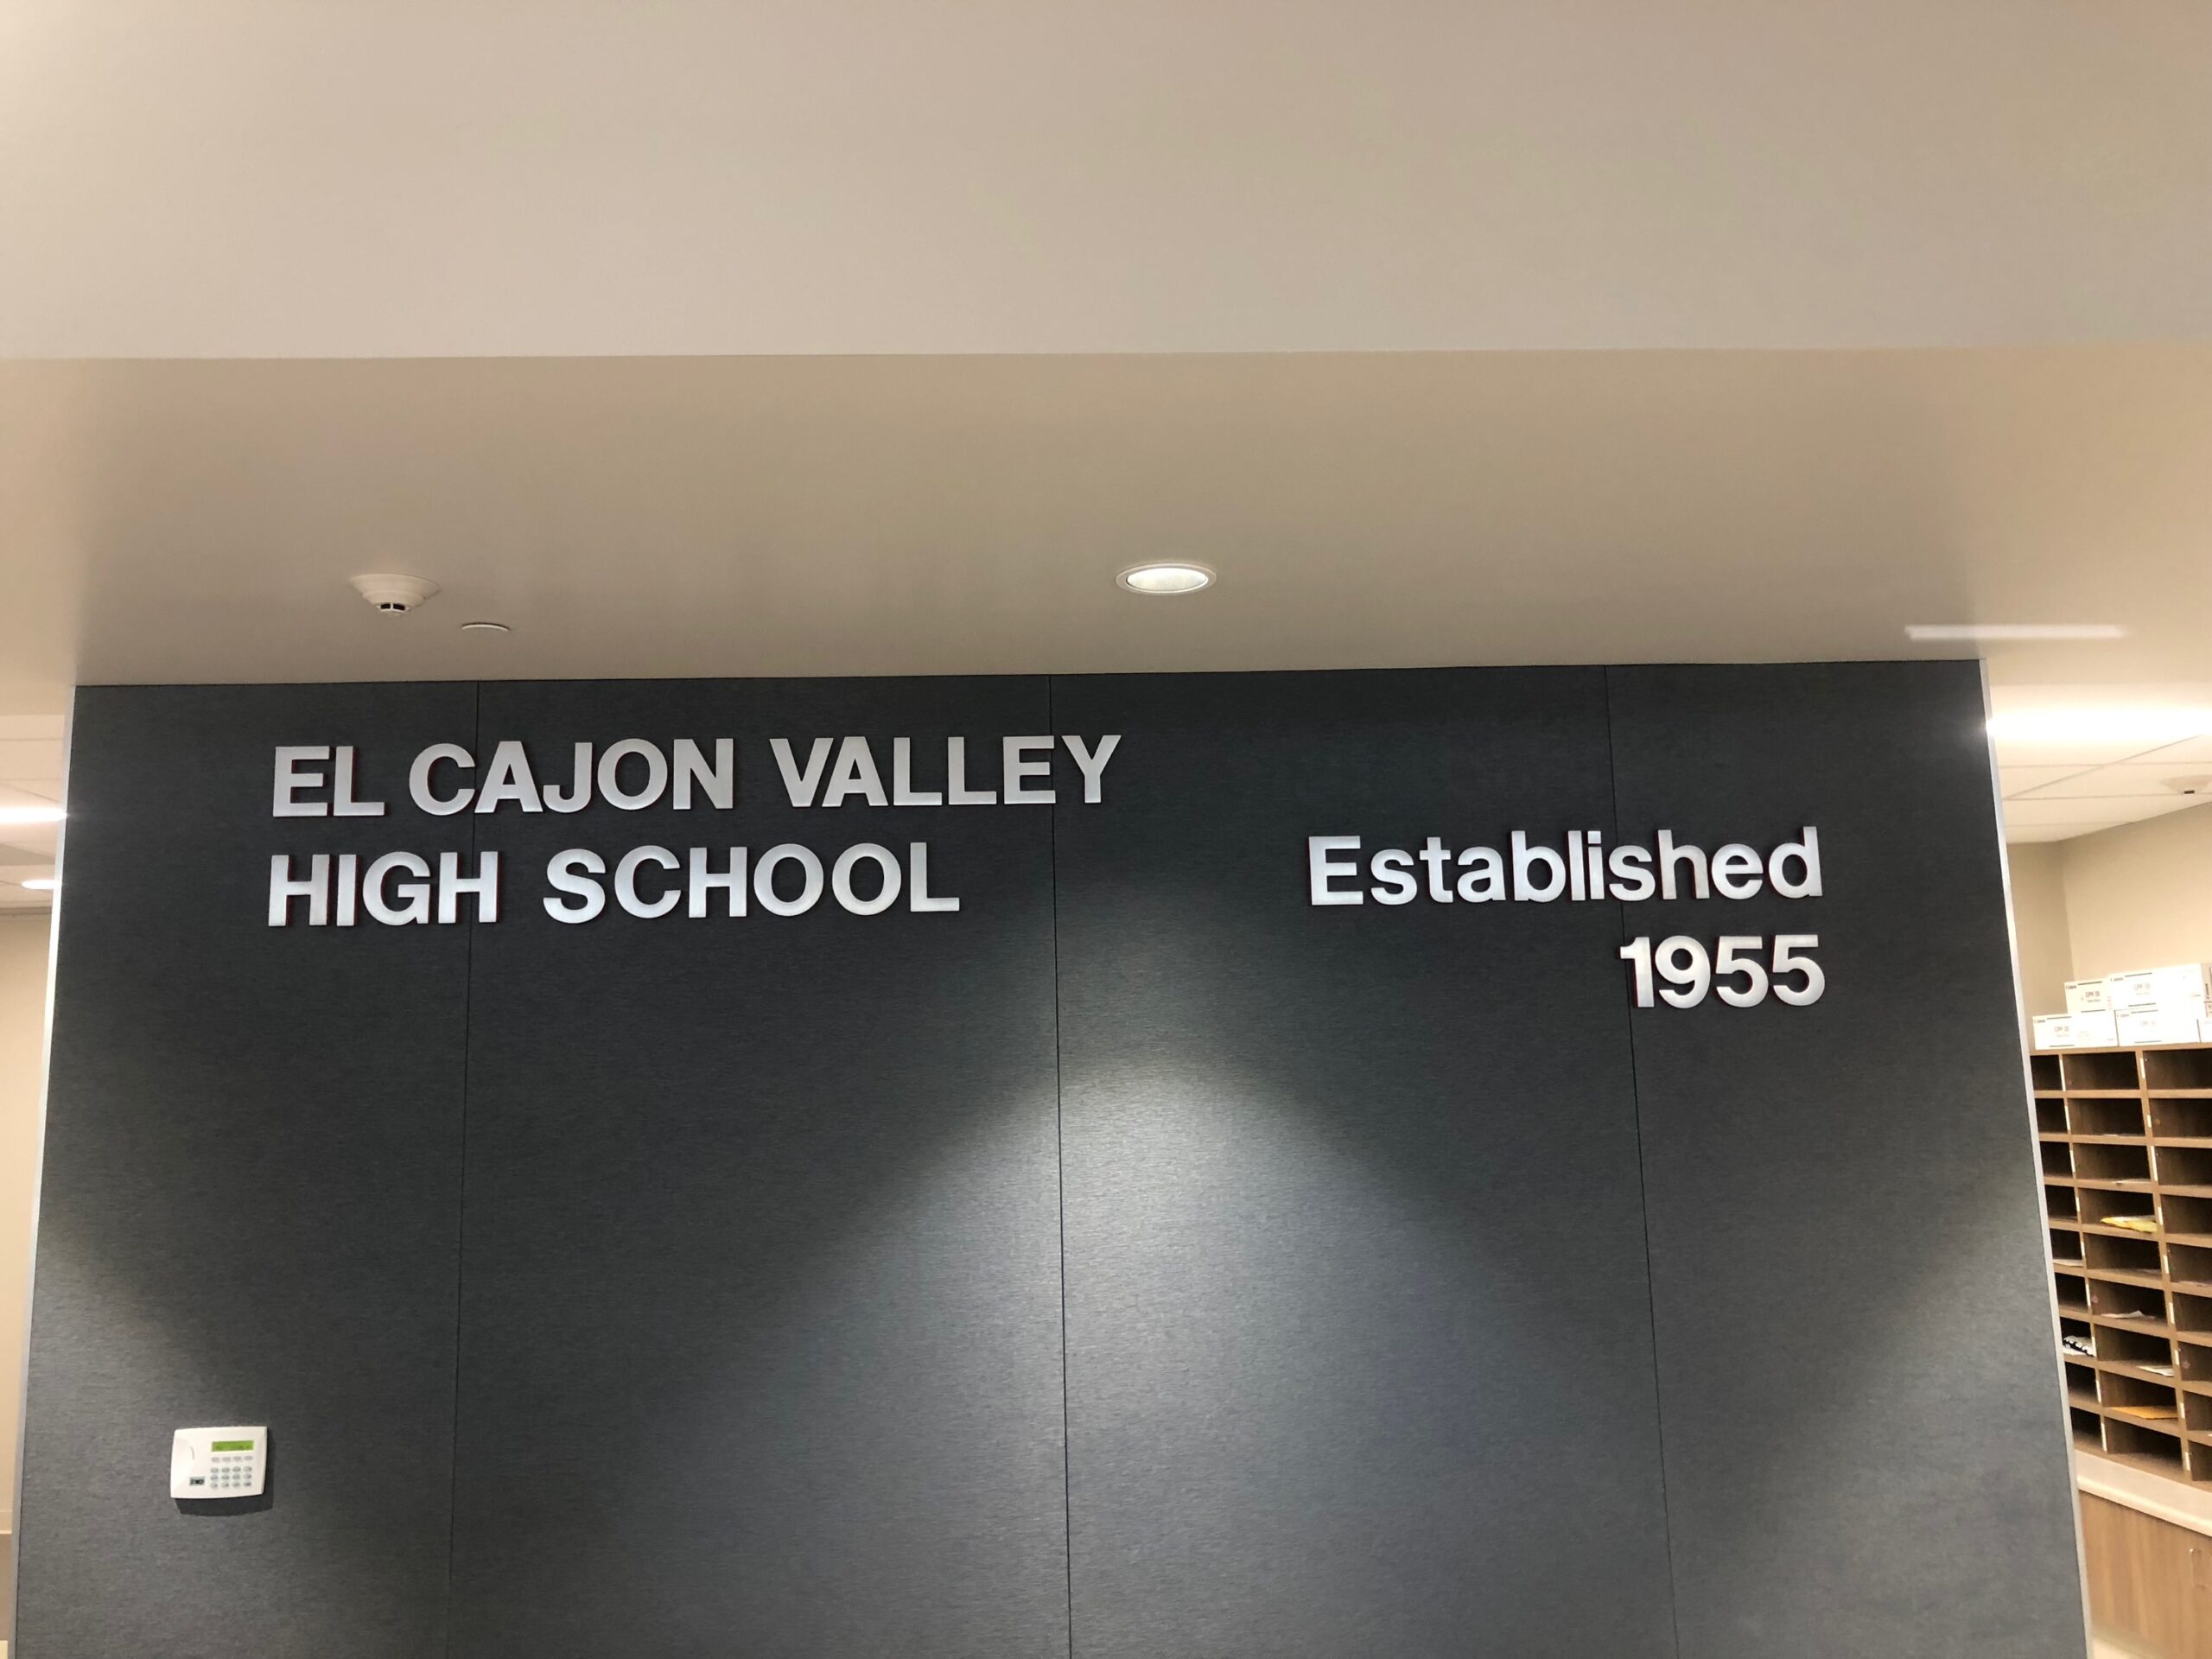 EL CAJON VALLEY
HIGH SCHOOL
Established
1955